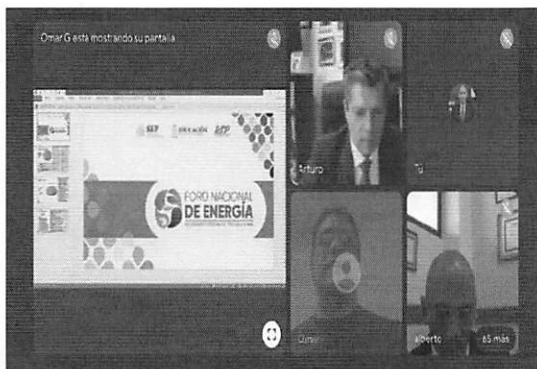 Omar G está mostrando su pantalla
SEP
EDUCACIÓN
FORO NACIONAL
DE ENERGÍA
Arturo
Tú
alberto
65 más